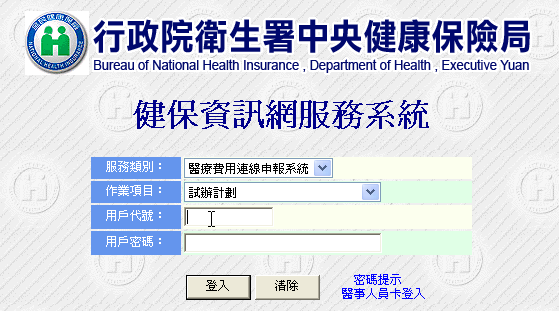 行政院衛生署中央健康保險局
Bureau of National Health Insurance , Department of Health , Executive Yuan
健保資訊網服務系統
服務類別： 醫療費用連線申報系統
作業項目： 試辦計劃
用戶代號：
用戶密碼：
登入 清除 密碼提示
醫事人員卡登入